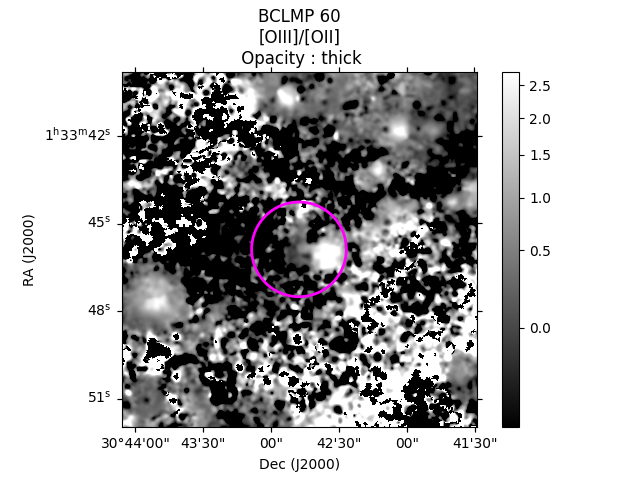 BCLMP 60
[OIII]/[OII]
Opacity : thick
1ʰ33ᵐ42ˢ
45ˢ
48ˢ
51ˢ
RA (J2000)
30°44'00" 43'30" 00" 42'30" 00" 41'30"
Dec (J2000)
2.5
2.0
1.5
1.0
0.5
0.0